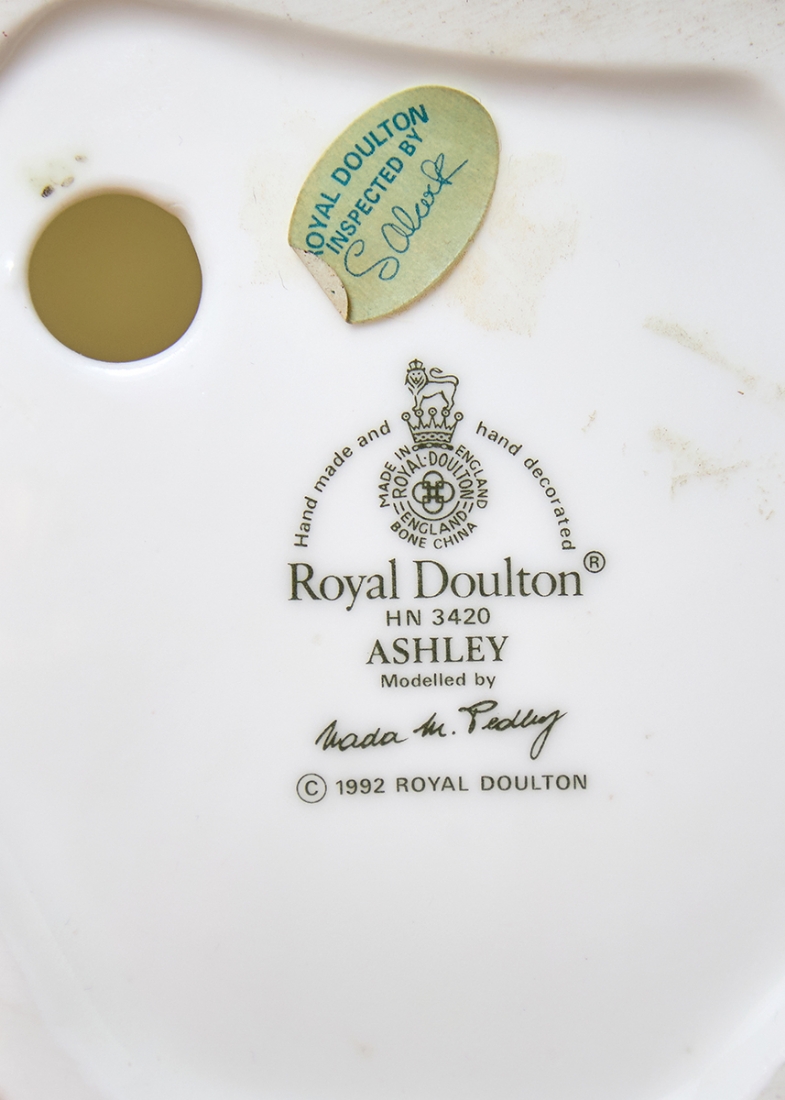 ROYAL DOULTON
INSPECTED BY
Hand made and hand decorated
MADE IN ENGLAND
ROYAL·DOULTON
ENGLAND
BONE CHINA
Royal Doulton®
HN 3420
ASHLEY
Modelled by
Nada M. Pedley
© 1992 ROYAL DOULTON